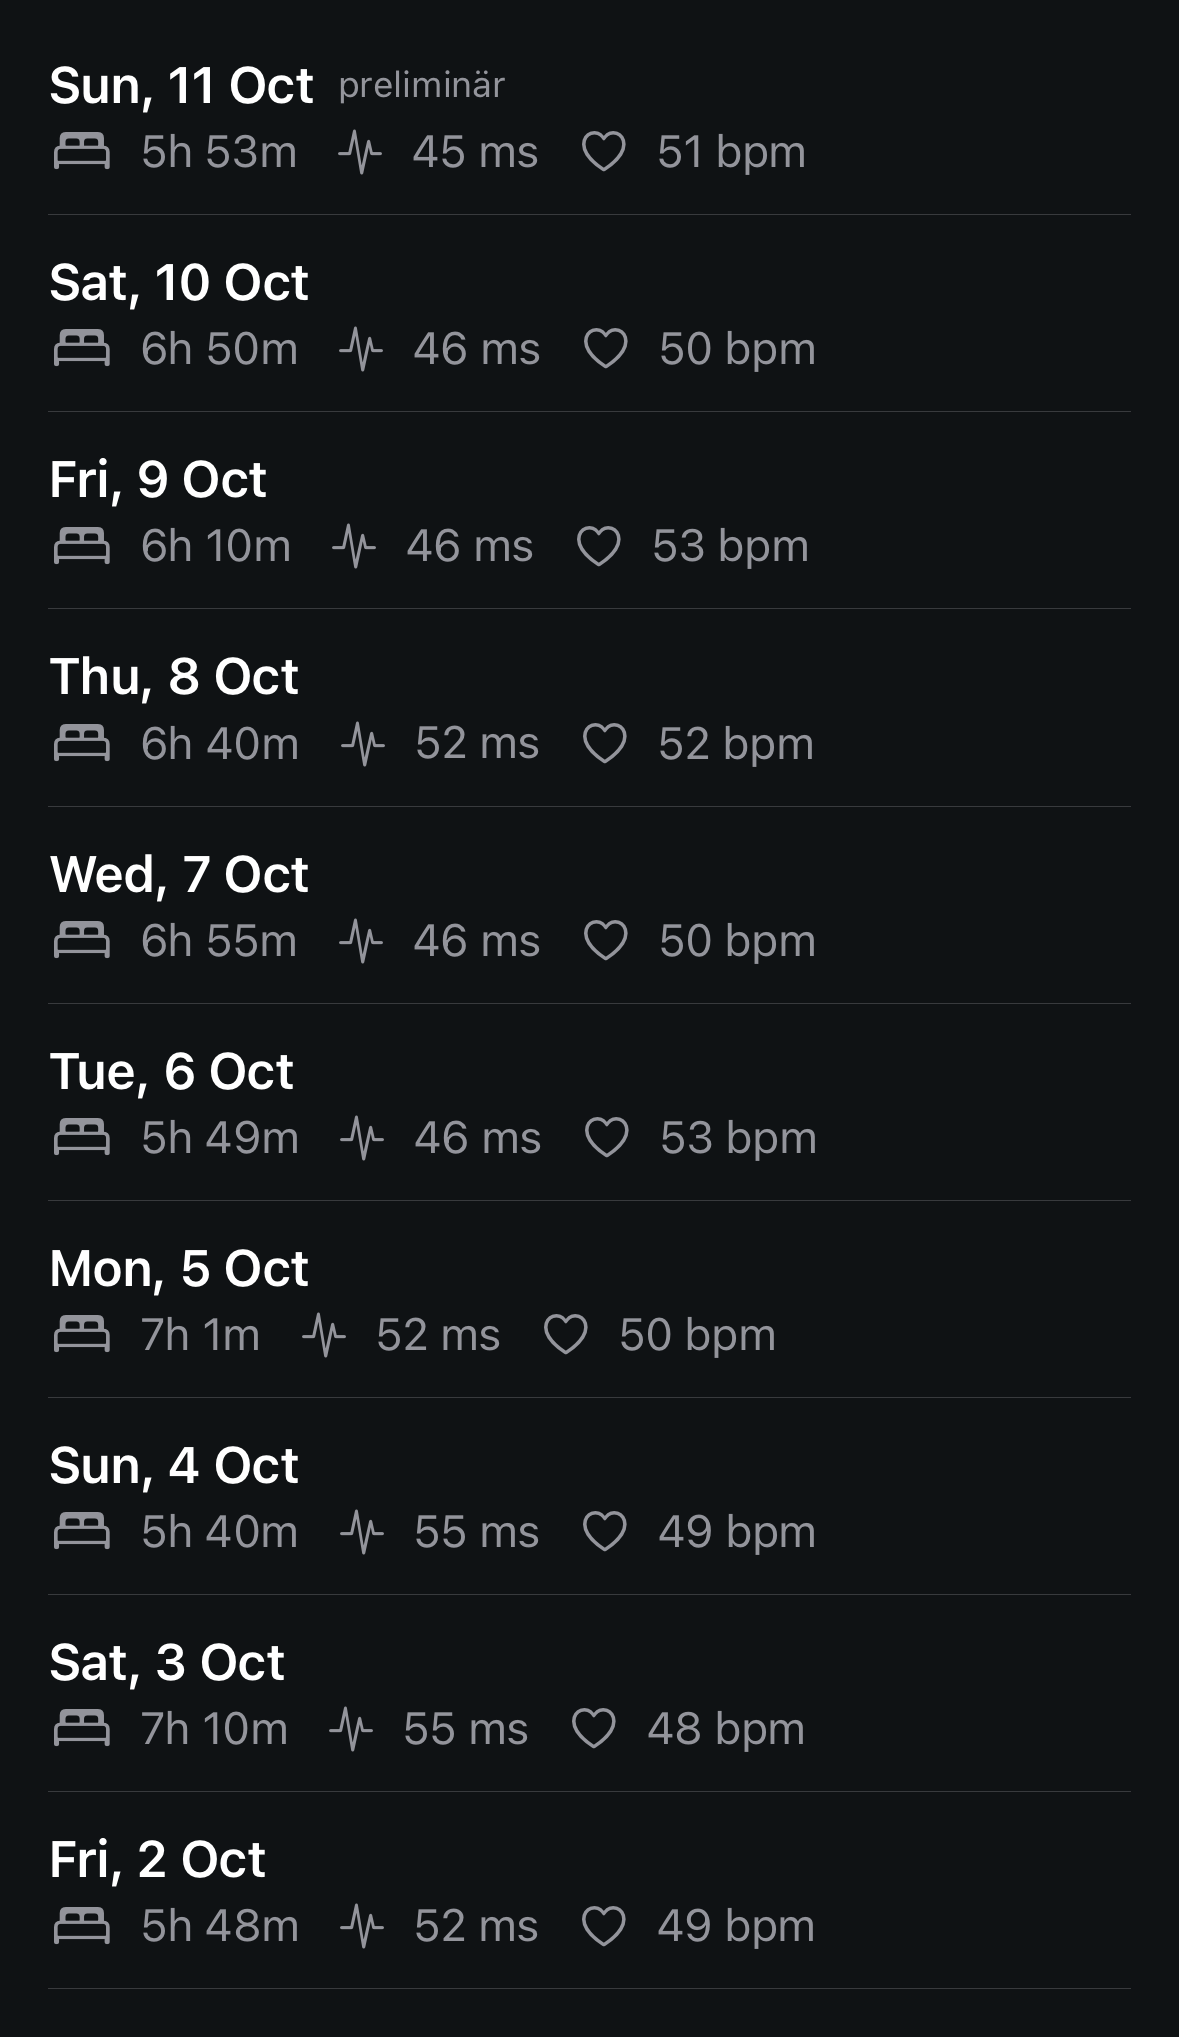 Sun, 11 Oct preliminär
5h 53m 45 ms 51 bpm
Sat, 10 Oct
6h 50m 46 ms 50 bpm
Fri, 9 Oct
6h 10m 46 ms 53 bpm
Thu, 8 Oct
6h 40m 52 ms 52 bpm
Wed, 7 Oct
6h 55m 46 ms 50 bpm
Tue, 6 Oct
5h 49m 46 ms 53 bpm
Mon, 5 Oct
7h 1m 52 ms 50 bpm
Sun, 4 Oct
5h 40m 55 ms 49 bpm
Sat, 3 Oct
7h 10m 55 ms 48 bpm
Fri, 2 Oct
5h 48m 52 ms 49 bpm